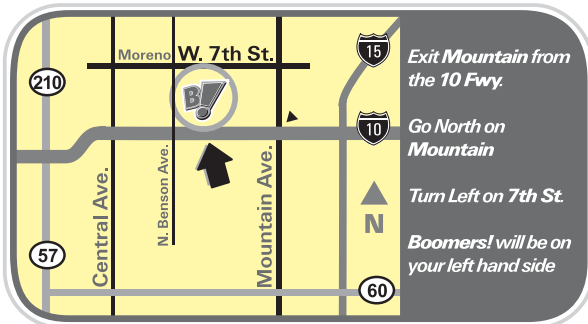 Moreno W. 7th St.
15
210
B!
10
Central Ave.
N. Benson Ave.
Mountain Ave.
N
57
60
Exit Mountain from
the 10 Fwy.
Go North on
Mountain
Turn Left on 7th St.
Boomers! will be on
your left hand side